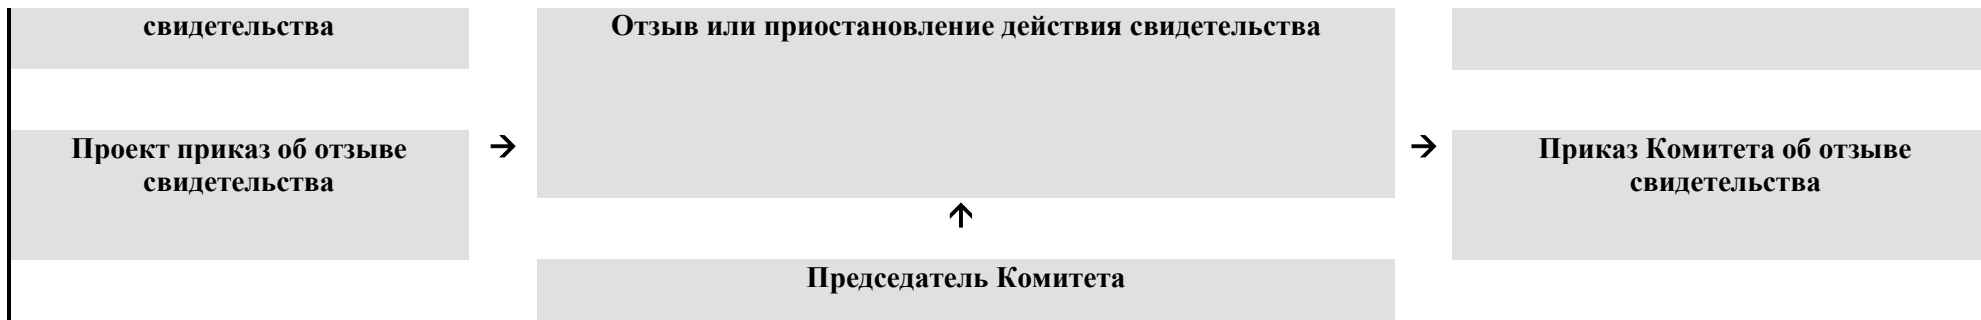 свидетельства
Отзыв или приостановление действия свидетельства
Проект приказ об отзыве
свидетельства
→
→
Приказ Комитета об отзыве
свидетельства
↑
Председатель Комитета